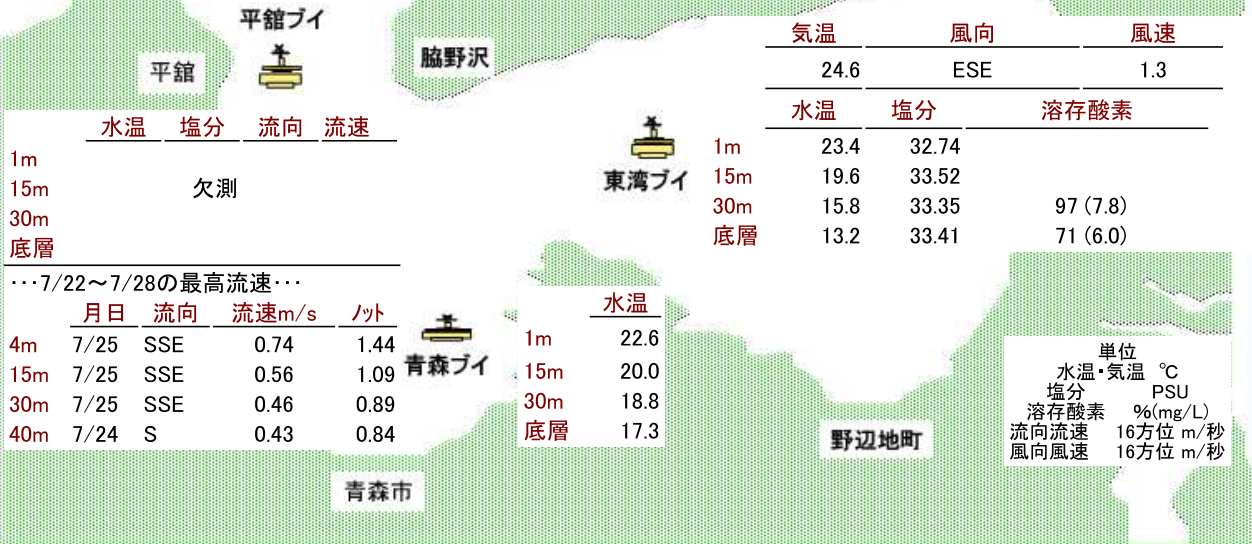 平舘ブイ
平舘
脇野沢
気温 風向 風速
24.6 ESE 1.3
水温 塩分 溶存酸素
1m 23.4 32.74
15m 19.6 33.52
30m 15.8 33.35 97 (7.8)
底層 13.2 33.41 71 (6.0)
東湾ブイ
水温 塩分 流向 流速
1m
15m 欠測
30m
底層
･･･7/22～7/28の最高流速･･･
月日 流向 流速m/s ﾉｯﾄ
4m 7/25 SSE 0.74 1.44
15m 7/25 SSE 0.56 1.09
30m 7/25 SSE 0.46 0.89
40m 7/24 S 0.43 0.84
青森ブイ
水温
1m 22.6
15m 20.0
30m 18.8
底層 17.3
単位
水温・気温 ℃
塩分 PSU
溶存酸素 %(mg/L)
流向流速 16方位 m/秒
風向風速 16方位 m/秒
野辺地町
青森市